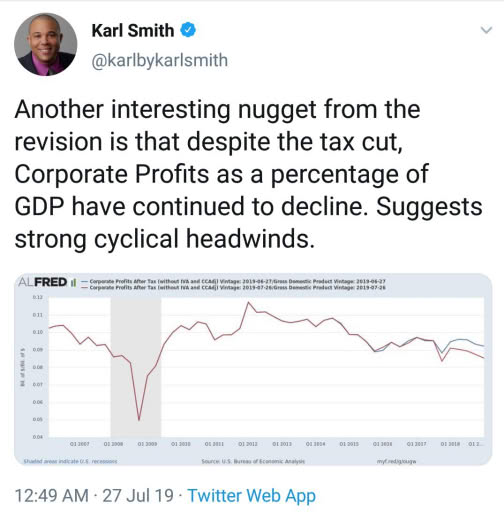 Karl Smith
@karlbykarlsmith
Another interesting nugget from the
revision is that despite the tax cut,
Corporate Profits as a percentage of
GDP have continued to decline. Suggests
strong cyclical headwinds.
ALFRED — Corporate Profits After Tax (without IVA and CCAdj) Vintage: 2019-06-27/Gross Domestic Product Vintage: 2019-06-27
— Corporate Profits After Tax (without IVA and CCAdj) Vintage: 2019-07-26/Gross Domestic Product Vintage: 2019-07-26
0.12
0.11
0.10
0.09
0.08
0.07
0.06
0.05
0.04
Bil. of $/Bil. of $
Q1 2007 Q1 2008 Q1 2009 Q1 2010 Q1 2011 Q1 2012 Q1 2013 Q1 2014 Q1 2015 Q1 2016 Q1 2017 Q1 2018 Q1 2...
Shaded areas indicate U.S. recessions Source: U.S. Bureau of Economic Analysis
12:49 AM · 27 Jul 19 · Twitter Web App